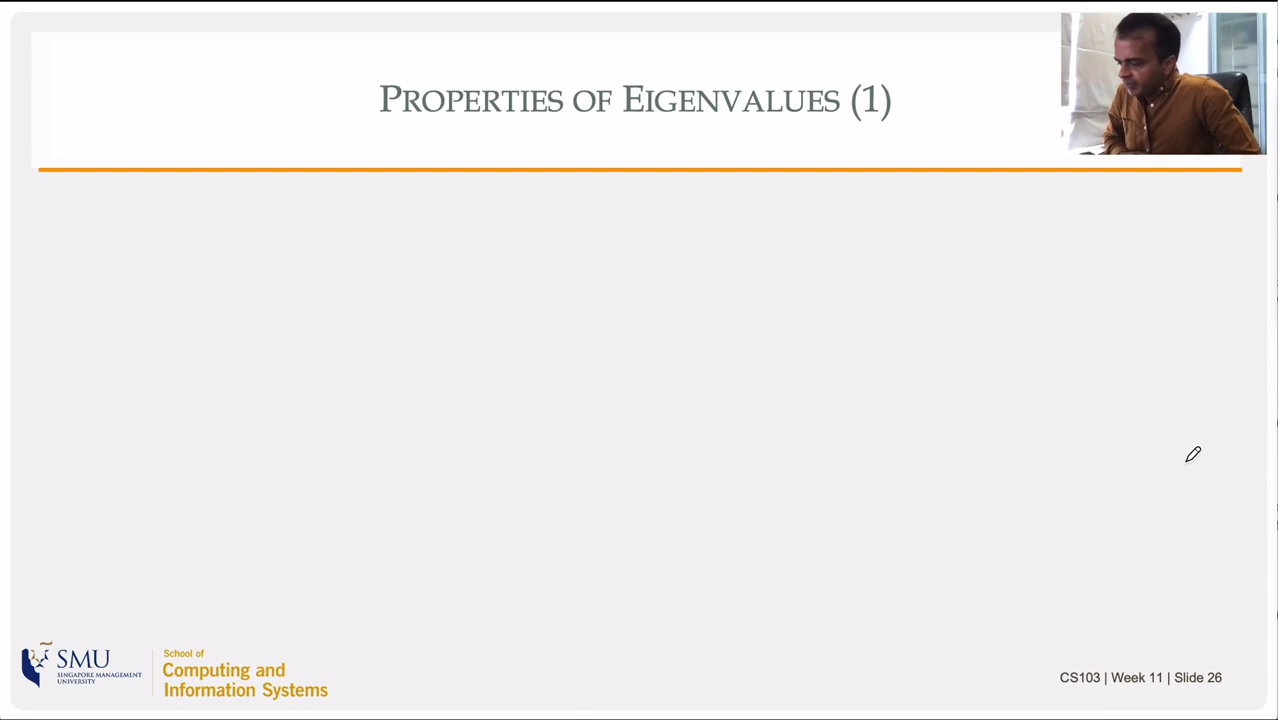 PROPERTIES OF EIGENVALUES (1)
SMU
SINGAPORE MANAGEMENT
UNIVERSITY
School of
Computing and
Information Systems
CS103 | Week 11 | Slide 26